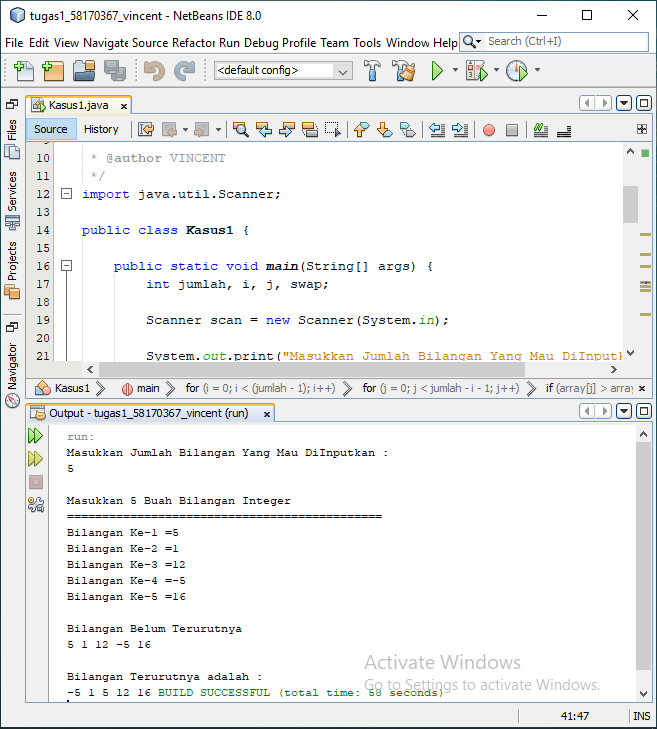 tugas1_58170367_vincent - NetBeans IDE 8.0
File Edit View Navigate Source Refactor Run Debug Profile Team Tools Window Help Search (Ctrl+I)
<default config>
Kasus1.java
Source History
Files
Services
Projects
Navigator
10 * @author VINCENT
11 */
12 import java.util.Scanner;
13
14 public class Kasus1 {
15
16 public static void main(String[] args) {
17 int jumlah, i, j, swap;
18
19 Scanner scan = new Scanner(System.in);
20
21 System.out.print("Masukkan Jumlah Bilangan Yang Mau DiInput
Kasus1 main for (i = 0; i < (jumlah - 1); i++) for (j = 0; j < jumlah - i - 1; j++) if (array[j] > array
Output - tugas1_58170367_vincent (run)
run:
Masukkan Jumlah Bilangan Yang Mau DiInputkan :
5
Masukkan 5 Buah Bilangan Integer
=============================================
Bilangan Ke-1 =5
Bilangan Ke-2 =1
Bilangan Ke-3 =12
Bilangan Ke-4 =-5
Bilangan Ke-5 =16
Bilangan Belum Terurutnya
5 1 12 -5 16
Bilangan Terurutnya adalah :
-5 1 5 12 16 BUILD SUCCESSFUL (total time: 58 seconds)
Activate Windows
Go to Settings to activate Windows.
41:47 INS